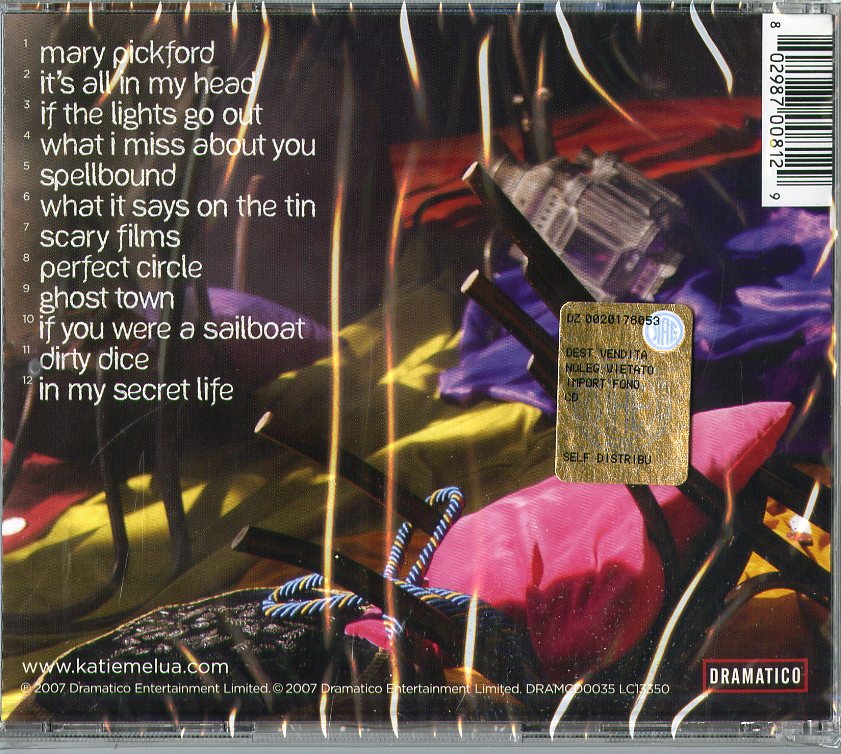 1 mary pickford
2 it's all in my head
3 if the lights go out
4 what i miss about you
5 spellbound
6 what it says on the tin
7 scary films
8 perfect circle
9 ghost town
10 if you were a sailboat
11 dirty dice
12 in my secret life
8 02987 00812 9
DZ 0020176053
SIAE
DEST.VENDITA
NOLEG.VIETATO
IMPORT FONO.
CD
SELF DISTRIBU
www.katiemelua.com
DRAMATICO
℗ 2007 Dramatico Entertainment Limited. © 2007 Dramatico Entertainment Limited. DRAMCD0035 LC13350